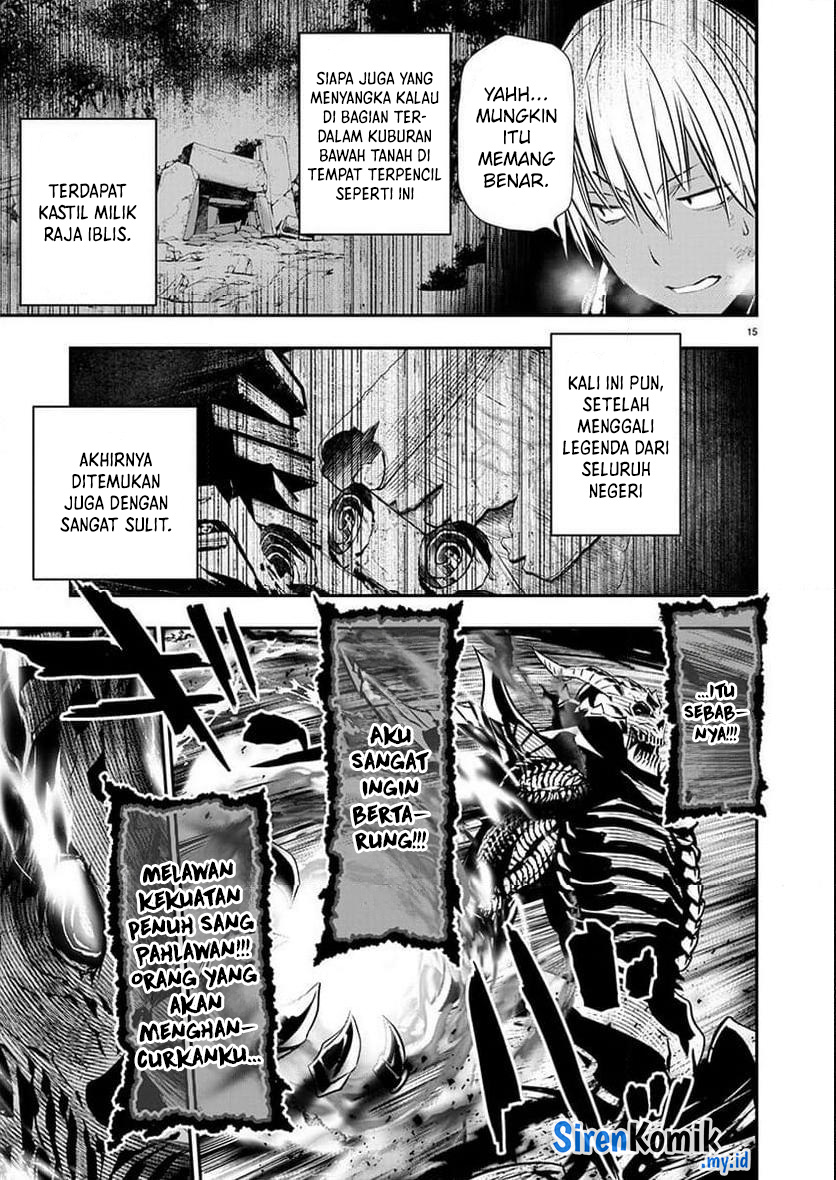 YAHH...
MUNGKIN
ITU
MEMANG
BENAR.
SIAPA JUGA YANG
MENYANGKA KALAU
DI BAGIAN TER-
DALAM KUBURAN
BAWAH TANAH DI
TEMPAT TERPENCIL
SEPERTI INI
TERDAPAT
KASTIL MILIK
RAJA IBLIS.
15
KALI INI PUN,
SETELAH
MENGGALI
LEGENDA DARI
SELURUH
NEGERI
AKHIRNYA
DITEMUKAN
JUGA DENGAN
SANGAT SULIT.
...ITU
SEBAB-
NYA!!!
AKU
SANGAT
INGIN
BERTA-
RUNG!!!
MELAWAN
KEKUATAN
PENUH SANG
PAHLAWAN!!!
ORANG YANG
AKAN
MENGHAN-
CURKANKU...
SirenKomik
.my.id